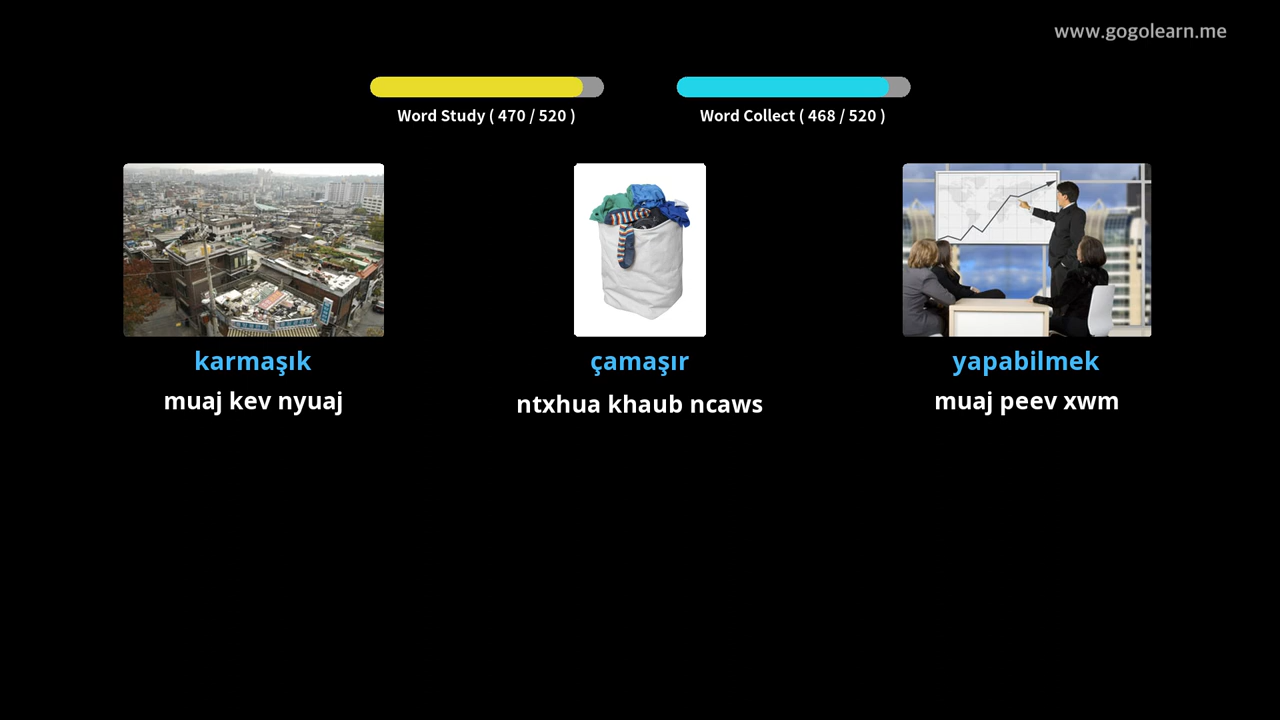 www.gogolearn.me
Word Study ( 470 / 520 )
Word Collect ( 468 / 520 )
karmaşık
çamaşır
yapabilmek
muaj kev nyuaj
ntxhua khaub ncaws
muaj peev xwm